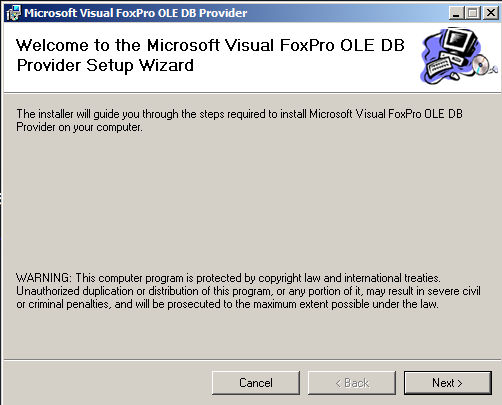 Microsoft Visual FoxPro OLE DB Provider
Welcome to the Microsoft Visual FoxPro OLE DB
Provider Setup Wizard
The installer will guide you through the steps required to install Microsoft Visual FoxPro OLE DB
Provider on your computer.
WARNING: This computer program is protected by copyright law and international treaties.
Unauthorized duplication or distribution of this program, or any portion of it, may result in severe civil
or criminal penalties, and will be prosecuted to the maximum extent possible under the law.
Cancel < Back Next >